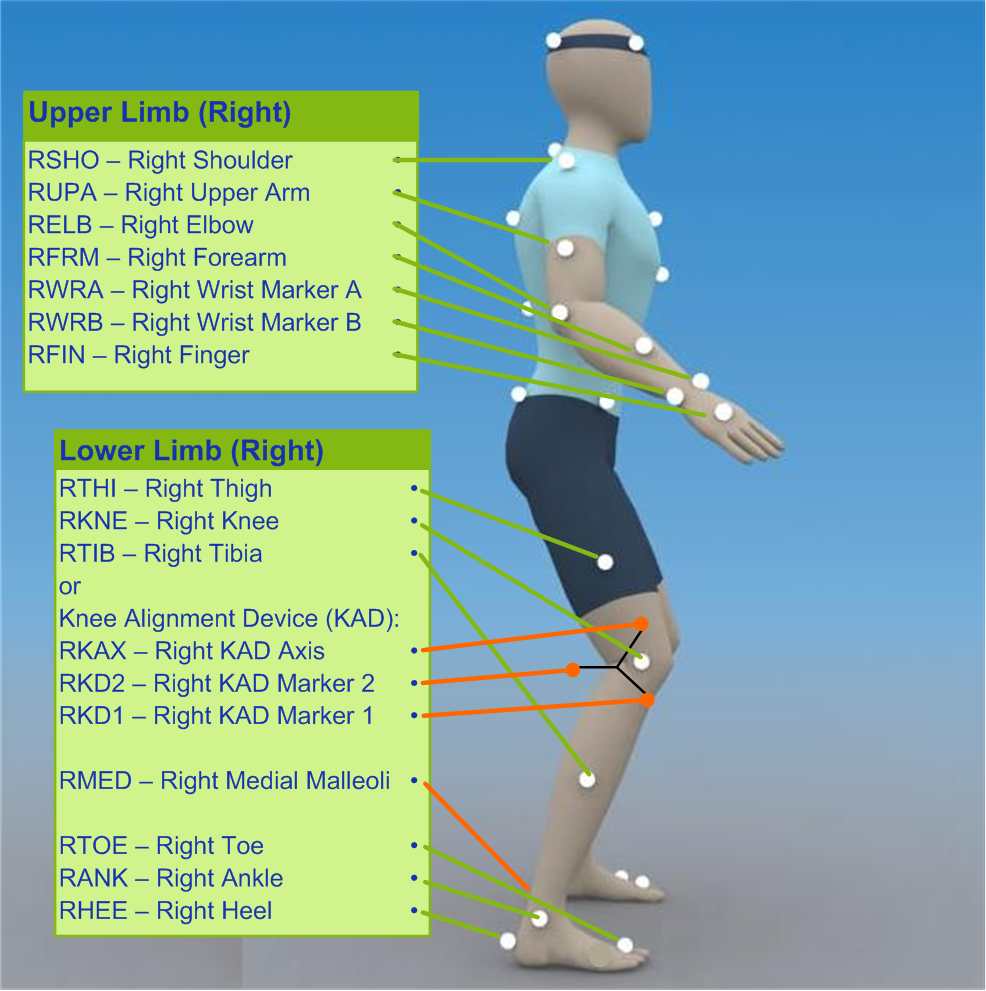 Upper Limb (Right)
RSHO – Right Shoulder
RUPA – Right Upper Arm
RELB – Right Elbow
RFRM – Right Forearm
RWRA – Right Wrist Marker A
RWRB – Right Wrist Marker B
RFIN – Right Finger
Lower Limb (Right)
RTHI – Right Thigh
RKNE – Right Knee
RTIB – Right Tibia
or
Knee Alignment Device (KAD):
RKAX – Right KAD Axis
RKD2 – Right KAD Marker 2
RKD1 – Right KAD Marker 1
RMED – Right Medial Malleoli
RTOE – Right Toe
RANK – Right Ankle
RHEE – Right Heel